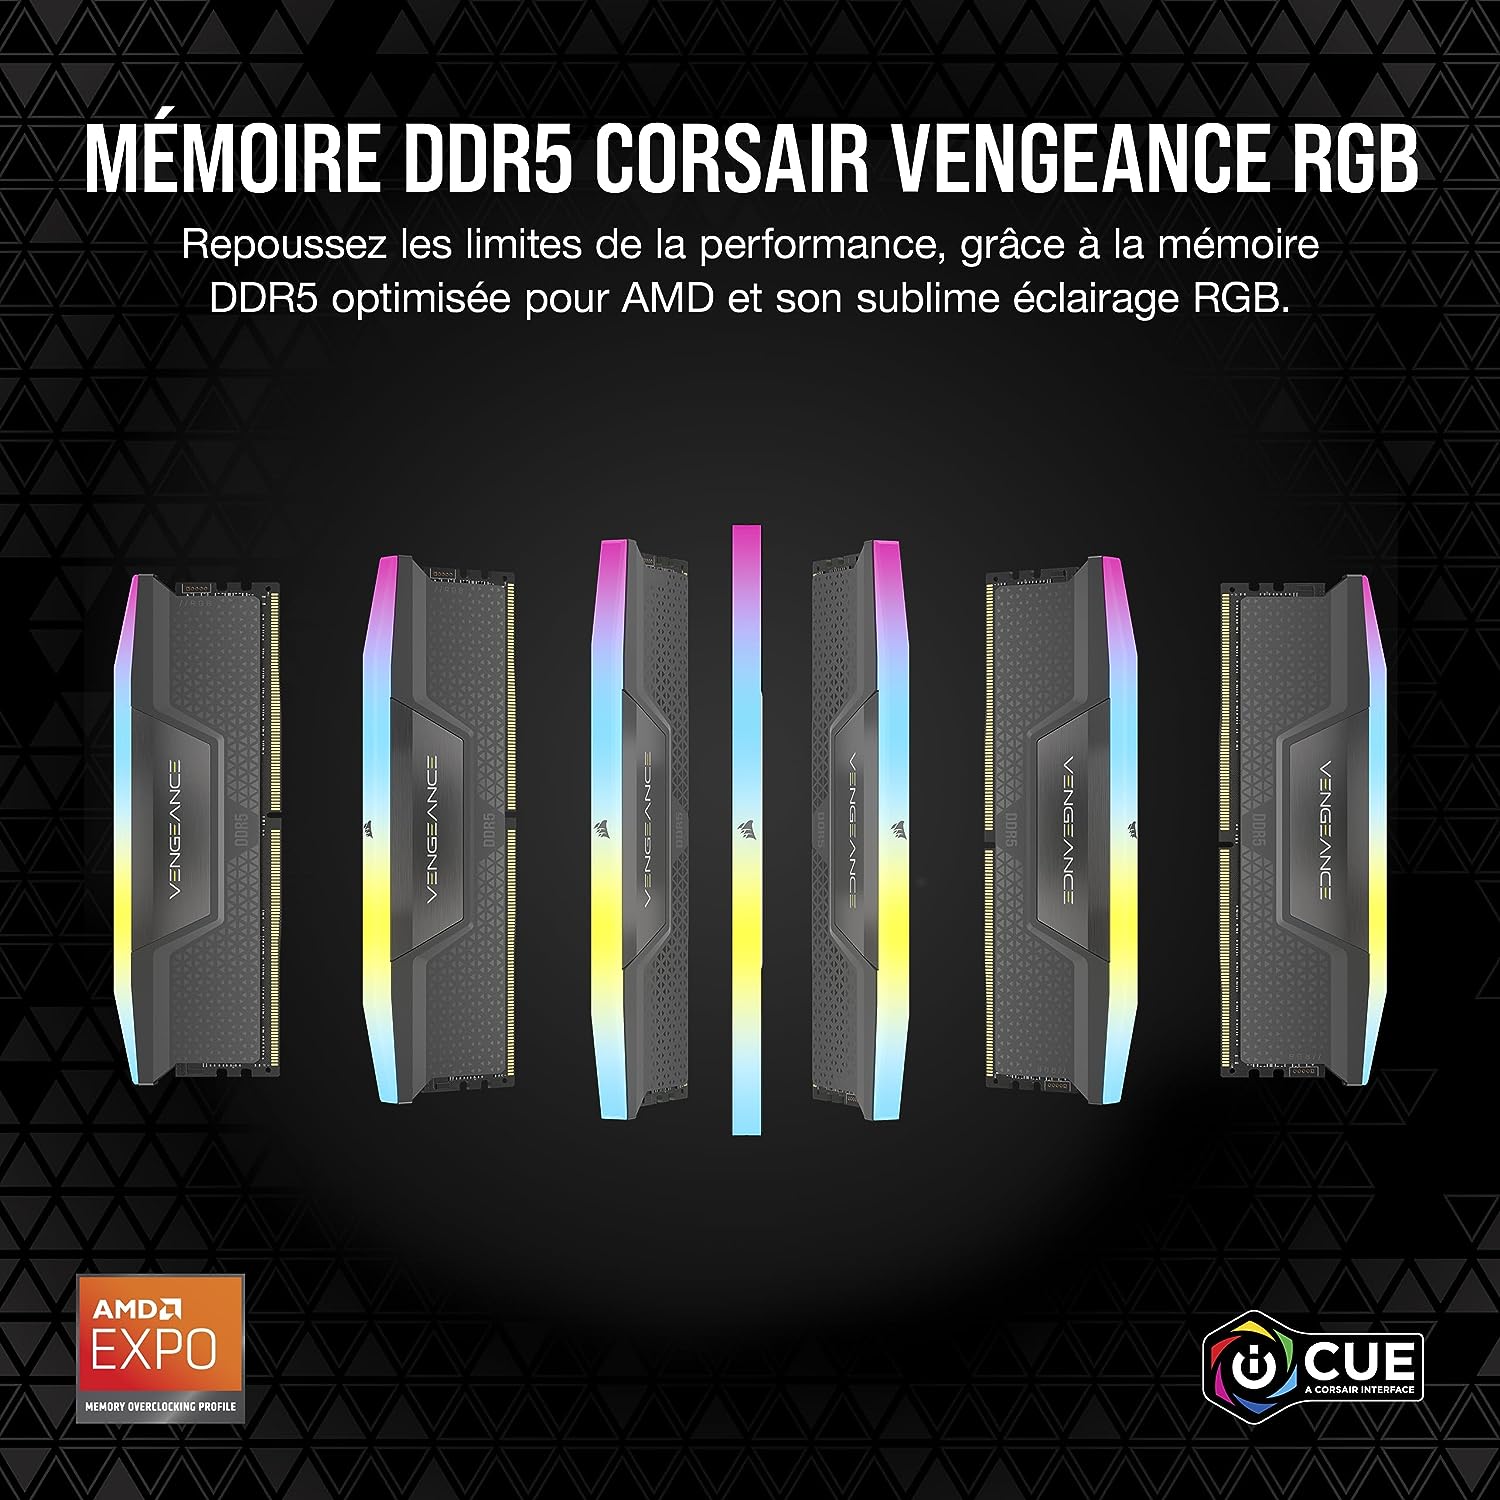 MÉMOIRE DDR5 CORSAIR VENGEANCE RGB
Repoussez les limites de la performance, grâce à la mémoire
DDR5 optimisée pour AMD et son sublime éclairage RGB.
VENGEANCE
DDR5
VENGEANCE
DDR5
VENGEANCE
DDR5
VENGEANCE
DDR5
VENGEANCE
DDR5
VENGEANCE
DDR5
AMD
EXPO
MEMORY OVERCLOCKING PROFILE
iCUE
A CORSAIR INTERFACE